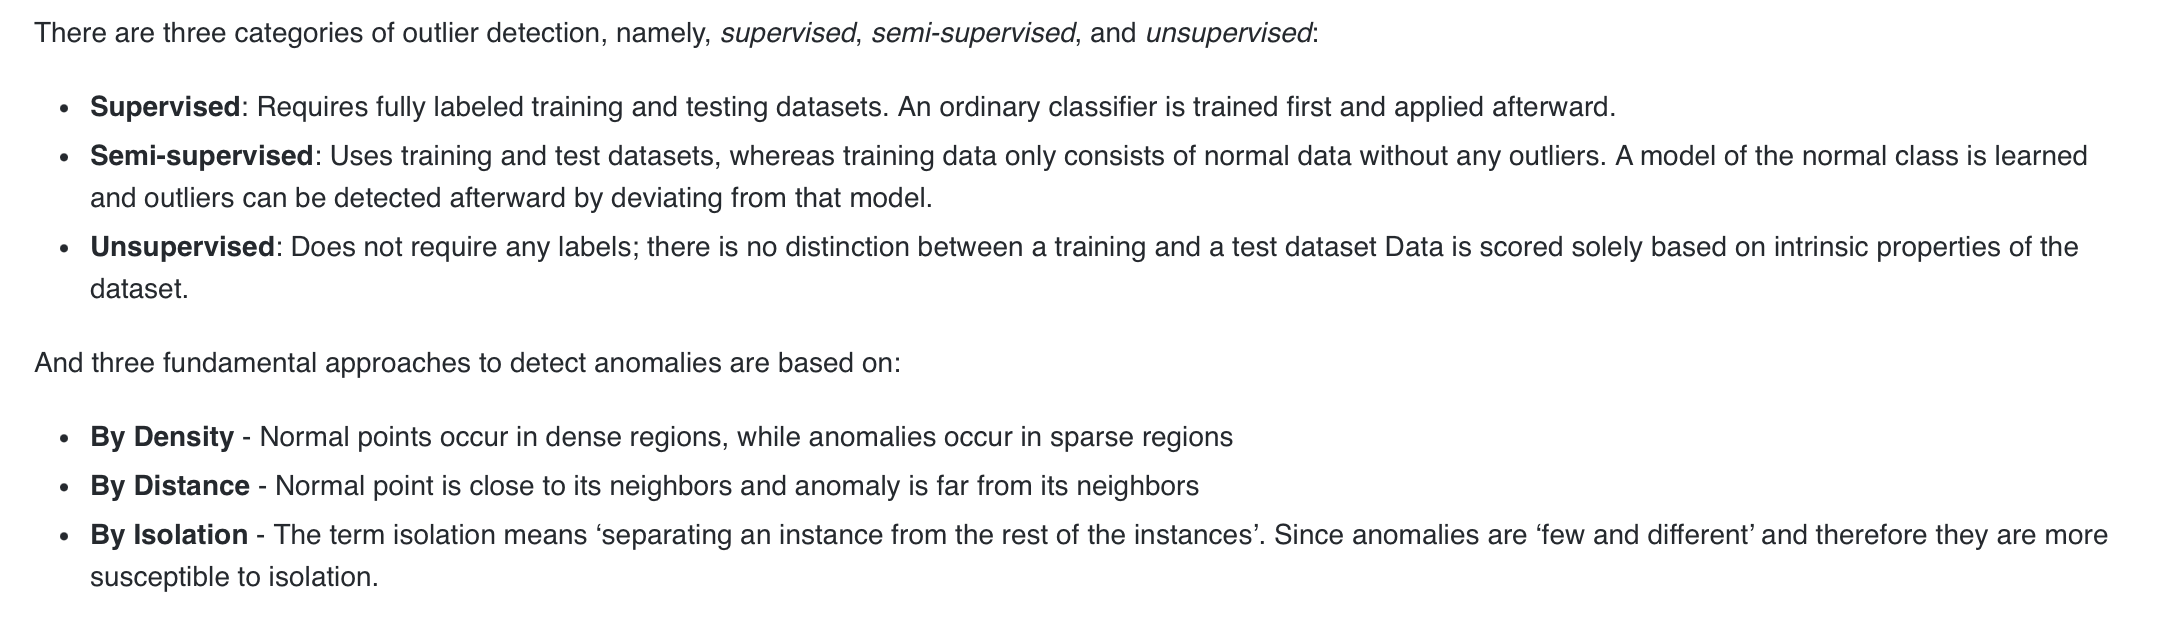 There are three categories of outlier detection, namely, supervised, semi-supervised, and unsupervised:
• Supervised: Requires fully labeled training and testing datasets. An ordinary classifier is trained first and applied afterward.
• Semi-supervised: Uses training and test datasets, whereas training data only consists of normal data without any outliers. A model of the normal class is learned
and outliers can be detected afterward by deviating from that model.
• Unsupervised: Does not require any labels; there is no distinction between a training and a test dataset Data is scored solely based on intrinsic properties of the
dataset.
And three fundamental approaches to detect anomalies are based on:
• By Density - Normal points occur in dense regions, while anomalies occur in sparse regions
• By Distance - Normal point is close to its neighbors and anomaly is far from its neighbors
• By Isolation - The term isolation means ‘separating an instance from the rest of the instances’. Since anomalies are ‘few and different’ and therefore they are more
susceptible to isolation.